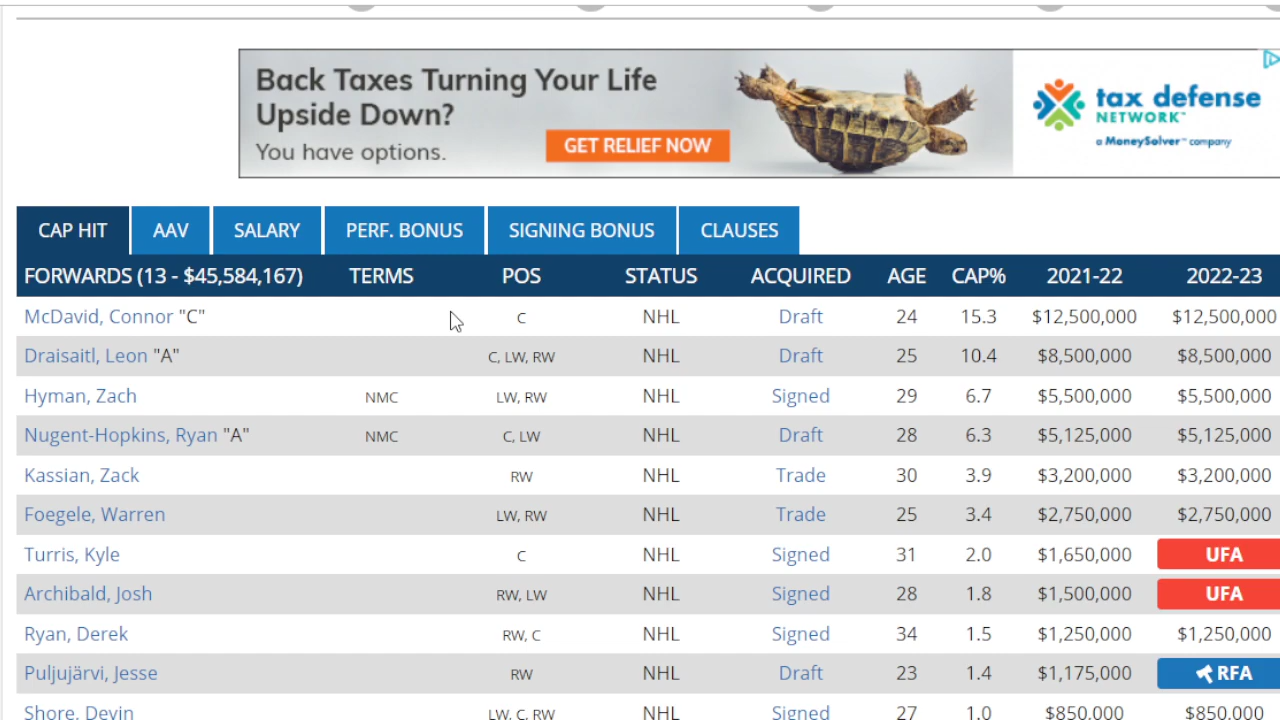 Back Taxes Turning Your Life
Upside Down?
You have options.
GET RELIEF NOW
tax defense
NETWORK™
a MoneySolver™ company
CAP HIT AAV SALARY PERF. BONUS SIGNING BONUS CLAUSES
FORWARDS (13 - $45,584,167) TERMS POS STATUS ACQUIRED AGE CAP% 2021-22 2022-23
McDavid, Connor "C" C NHL Draft 24 15.3 $12,500,000 $12,500,000
Draisaitl, Leon "A" C, LW, RW NHL Draft 25 10.4 $8,500,000 $8,500,000
Hyman, Zach NMC LW, RW NHL Signed 29 6.7 $5,500,000 $5,500,000
Nugent-Hopkins, Ryan "A" NMC C, LW NHL Draft 28 6.3 $5,125,000 $5,125,000
Kassian, Zack RW NHL Trade 30 3.9 $3,200,000 $3,200,000
Foegele, Warren LW, RW NHL Trade 25 3.4 $2,750,000 $2,750,000
Turris, Kyle C NHL Signed 31 2.0 $1,650,000 UFA
Archibald, Josh RW, LW NHL Signed 28 1.8 $1,500,000 UFA
Ryan, Derek RW, C NHL Signed 34 1.5 $1,250,000 $1,250,000
Puljujärvi, Jesse RW NHL Draft 23 1.4 $1,175,000 RFA
Shore, Devin LW, C, RW NHL Signed 27 1.0 $850,000 $850,000